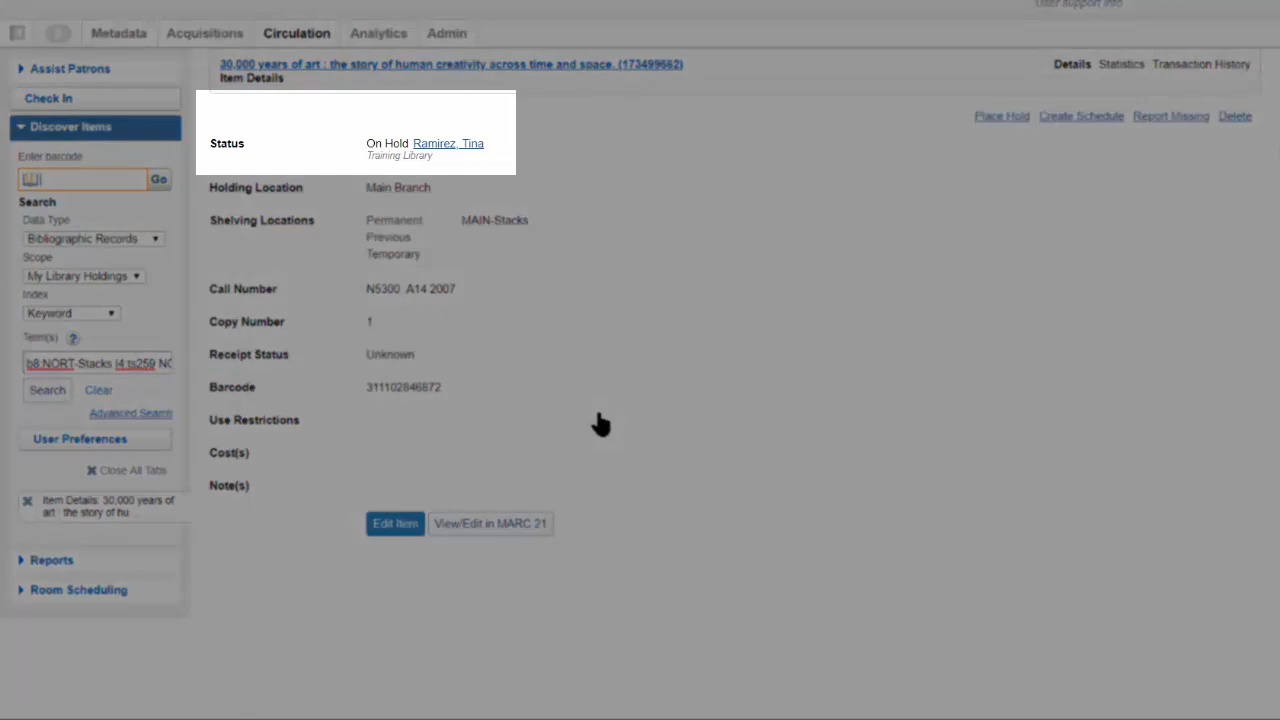 User support info
Metadata Acquisitions Circulation Analytics Admin
Assist Patrons
Check In
Discover Items
Enter barcode
Go
Search
Data Type
Bibliographic Records
Scope
My Library Holdings
Index
Keyword
Term(s) ?
b8:NORT-Stacks l4:ts259 NC
Search Clear
Advanced Search
User Preferences
Close All Tabs
Item Details: 30,000 years of
art : the story of hu...
Reports
Room Scheduling
30,000 years of art : the story of human creativity across time and space. (173499662)
Item Details
Details Statistics Transaction History
Place Hold Create Schedule Report Missing Delete
Status On Hold Ramirez, Tina
Training Library
Holding Location Main Branch
Shelving Locations Permanent MAIN-Stacks
Previous
Temporary
Call Number N5300 .A14 2007
Copy Number 1
Receipt Status Unknown
Barcode 311102846872
Use Restrictions
Cost(s)
Note(s)
Edit Item View/Edit in MARC 21